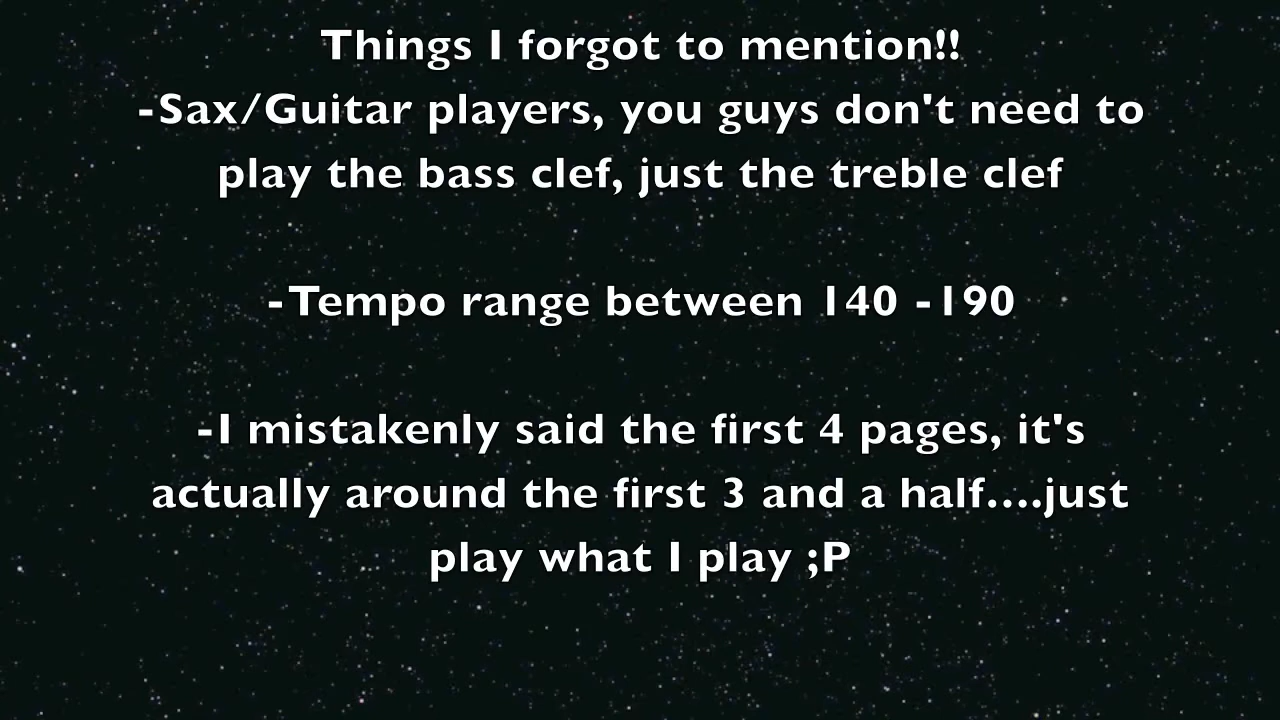 Things I forgot to mention!!
-Sax/Guitar players, you guys don't need to
play the bass clef, just the treble clef
-Tempo range between 140 -190
-I mistakenly said the first 4 pages, it's
actually around the first 3 and a half....just
play what I play ;P